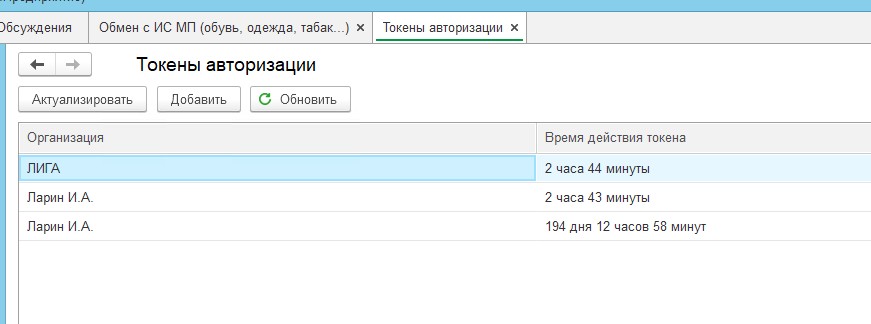 Обсуждения Обмен с ИС МП (обувь, одежда, табак...) × Токены авторизации ×
Токены авторизации
Актуализировать Добавить Обновить
Организация Время действия токена
ЛИГА 2 часа 44 минуты
Ларин И.А. 2 часа 43 минуты
Ларин И.А. 194 дня 12 часов 58 минут